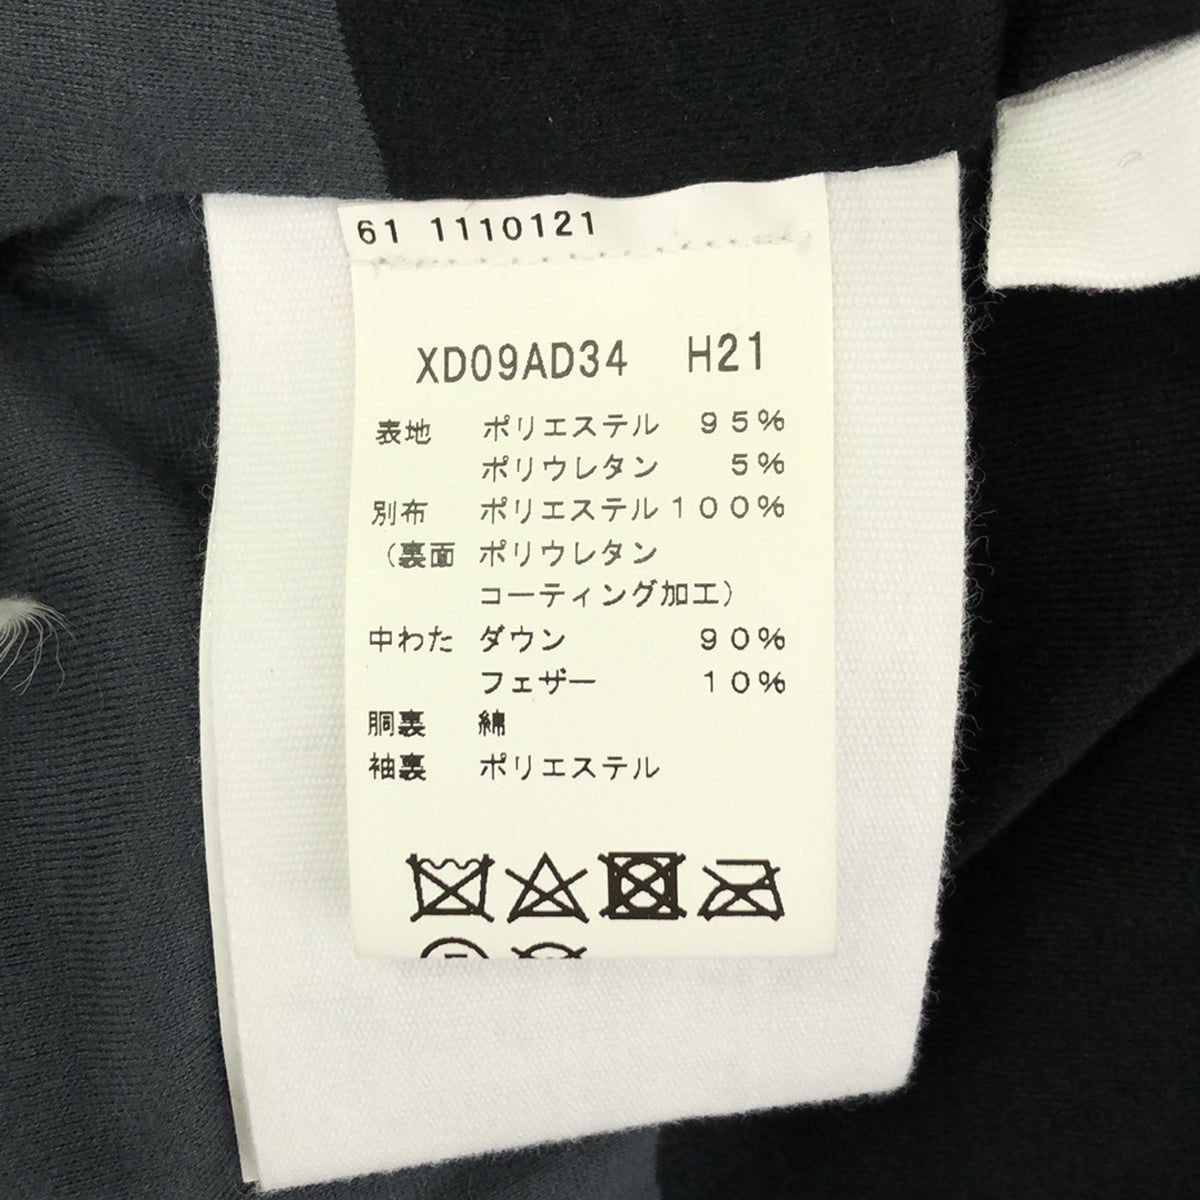 61 1110121
XD09AD34 H21
表地 ポリエステル 95%
ポリウレタン 5%
別布 ポリエステル 100%
(裏面 ポリウレタン
コーティング加工)
中わた ダウン 90%
フェザー 10%
胴裏 綿
袖裏 ポリエステル